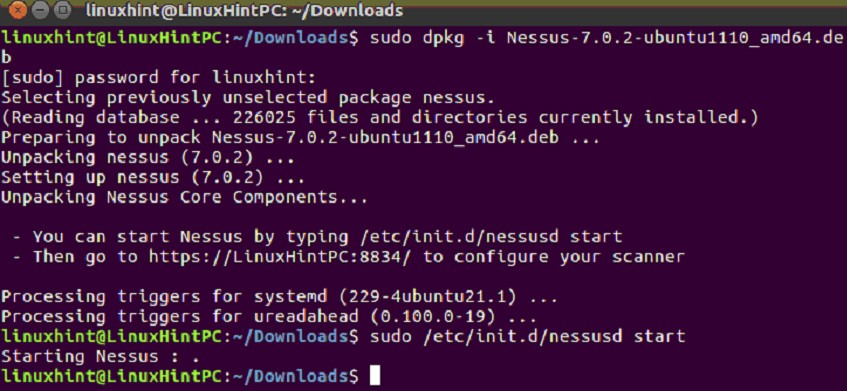 linuxhint@LinuxHintPC: ~/Downloads
linuxhint@LinuxHintPC:~/Downloads$ sudo dpkg -i Nessus-7.0.2-ubuntu1110_amd64.de
b
[sudo] password for linuxhint:
Selecting previously unselected package nessus.
(Reading database ... 226025 files and directories currently installed.)
Preparing to unpack Nessus-7.0.2-ubuntu1110_amd64.deb ...
Unpacking nessus (7.0.2) ...
Setting up nessus (7.0.2) ...
Unpacking Nessus Core Components...
- You can start Nessus by typing /etc/init.d/nessusd start
- Then go to https://LinuxHintPC:8834/ to configure your scanner
Processing triggers for systemd (229-4ubuntu21.1) ...
Processing triggers for ureadahead (0.100.0-19) ...
linuxhint@LinuxHintPC:~/Downloads$ sudo /etc/init.d/nessusd start
Starting Nessus : .
linuxhint@LinuxHintPC:~/Downloads$